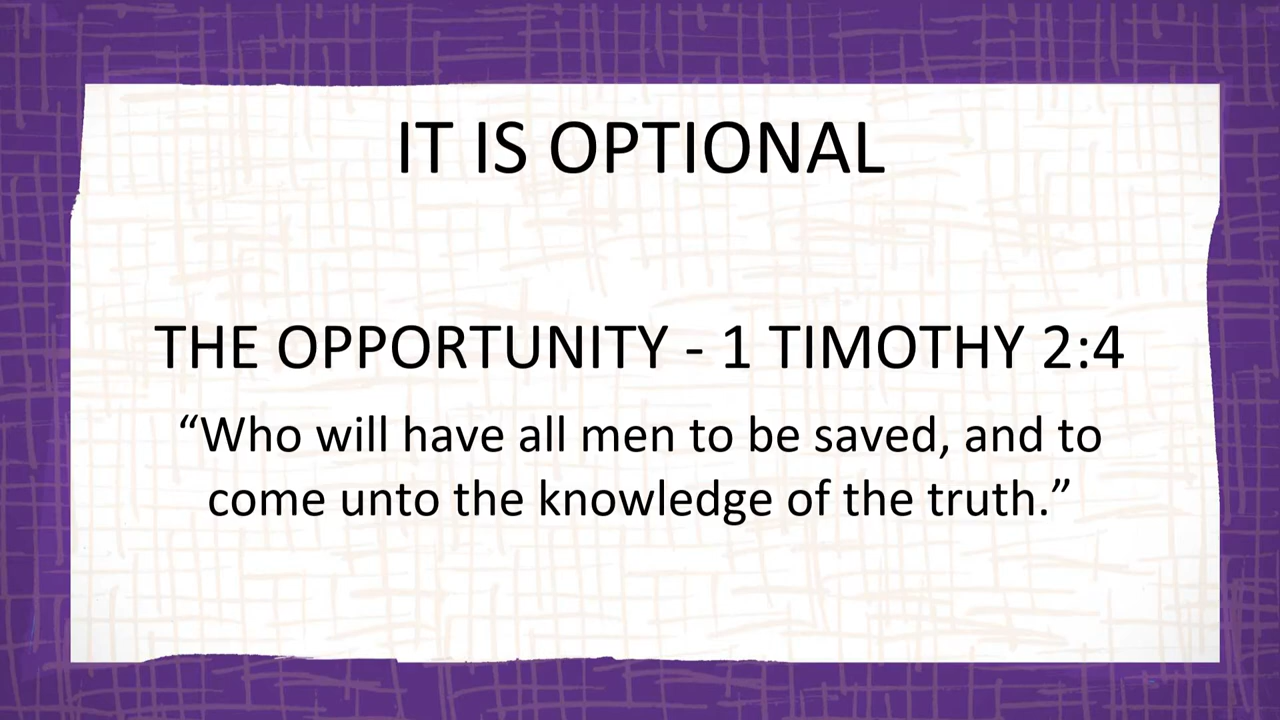 IT IS OPTIONAL
THE OPPORTUNITY - 1 TIMOTHY 2:4
“Who will have all men to be saved, and to
come unto the knowledge of the truth.”